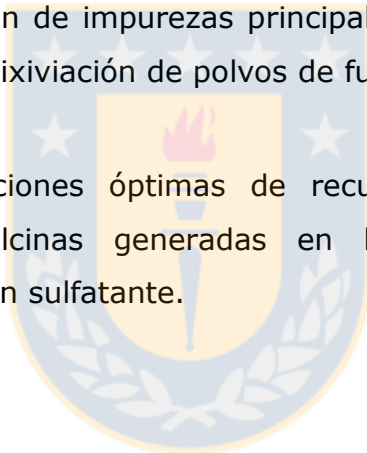 n de impurezas principal
ixiviación de polvos de fu
ciones óptimas de recu
lcinas generadas en l
n sulfatante.